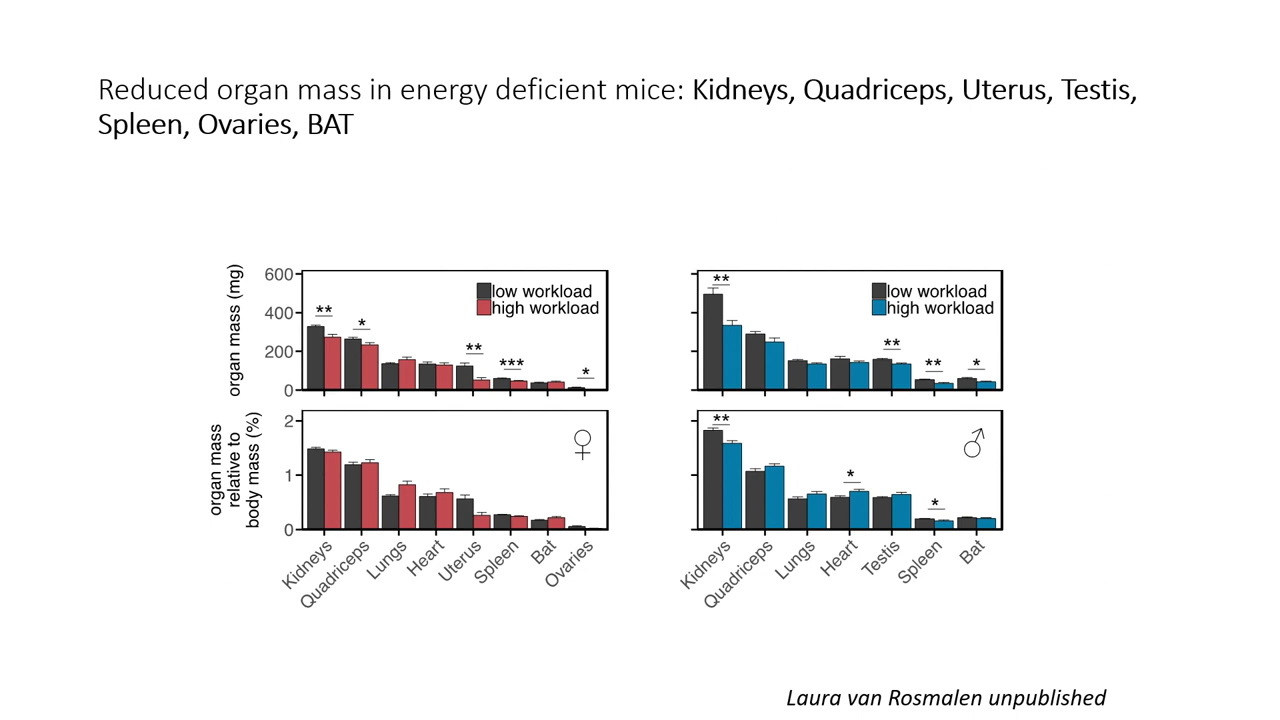 Reduced organ mass in energy deficient mice: Kidneys, Quadriceps, Uterus, Testis,
Spleen, Ovaries, BAT
organ mass (mg)
600
400
200
0
low workload
high workload
**
*
**
***
*
low workload
high workload
**
**
**
*
organ mass
relative to
body mass (%)
2
1
0
♀
**
*
*
♂
Kidneys
Quadriceps
Lungs
Heart
Uterus
Spleen
Bat
Ovaries
Kidneys
Quadriceps
Lungs
Heart
Testis
Spleen
Bat
Laura van Rosmalen unpublished